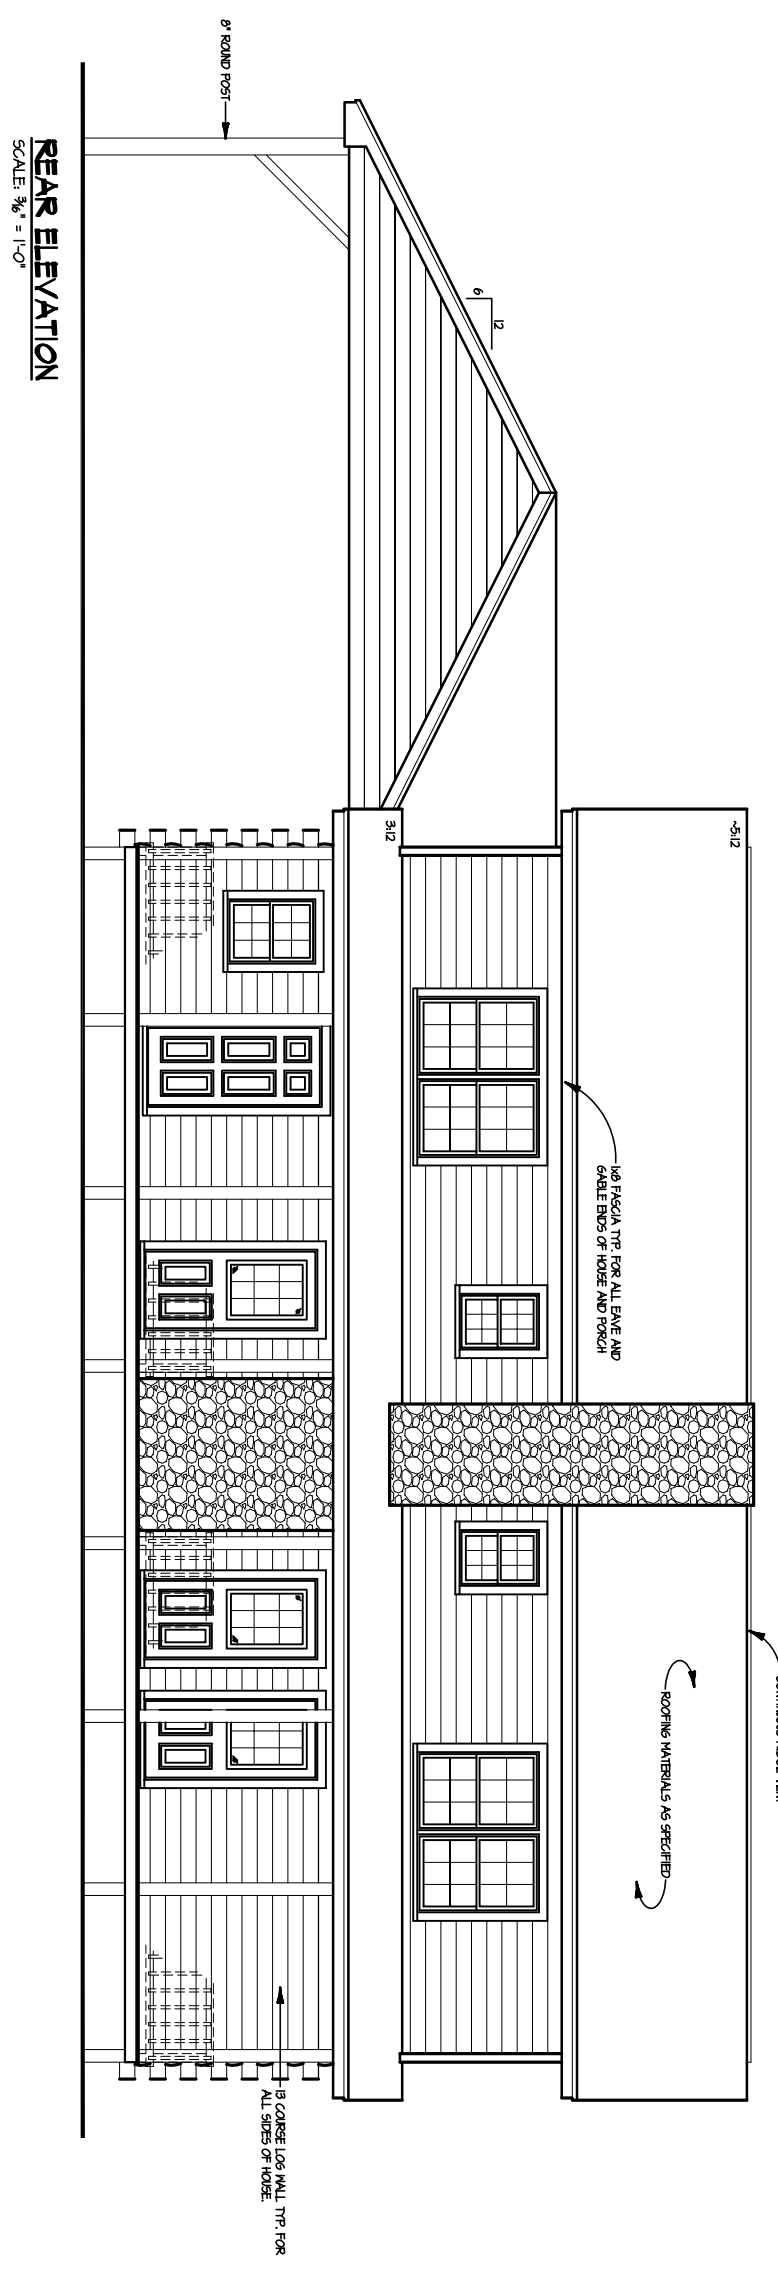 ROOFING MATERIALS AS SPECIFIED
~5:12
1x8 FASCIA TYP. FOR ALL EAVE AND
GABLE ENDS OF HOUSE AND PORCH
12
6
3:12
8" ROUND POST
13 COURSE LOG WALL TYP. FOR
ALL SIDES OF HOUSE.
REAR ELEVATION
SCALE: 3/16" = 1'-0"